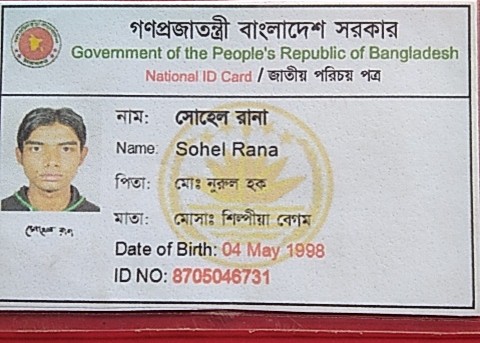 গণপ্রজাতন্ত্রী বাংলাদেশ সরকার
Government of the People's Republic of Bangladesh
National ID Card / জাতীয় পরিচয় পত্র
নাম: সোহেল রানা
Name: Sohel Rana
পিতা: মোঃ নুরুল হক
মাতা: মোসাঃ শিল্পীয়া বেগম
Date of Birth: 04 May 1998
ID NO: 8705046731